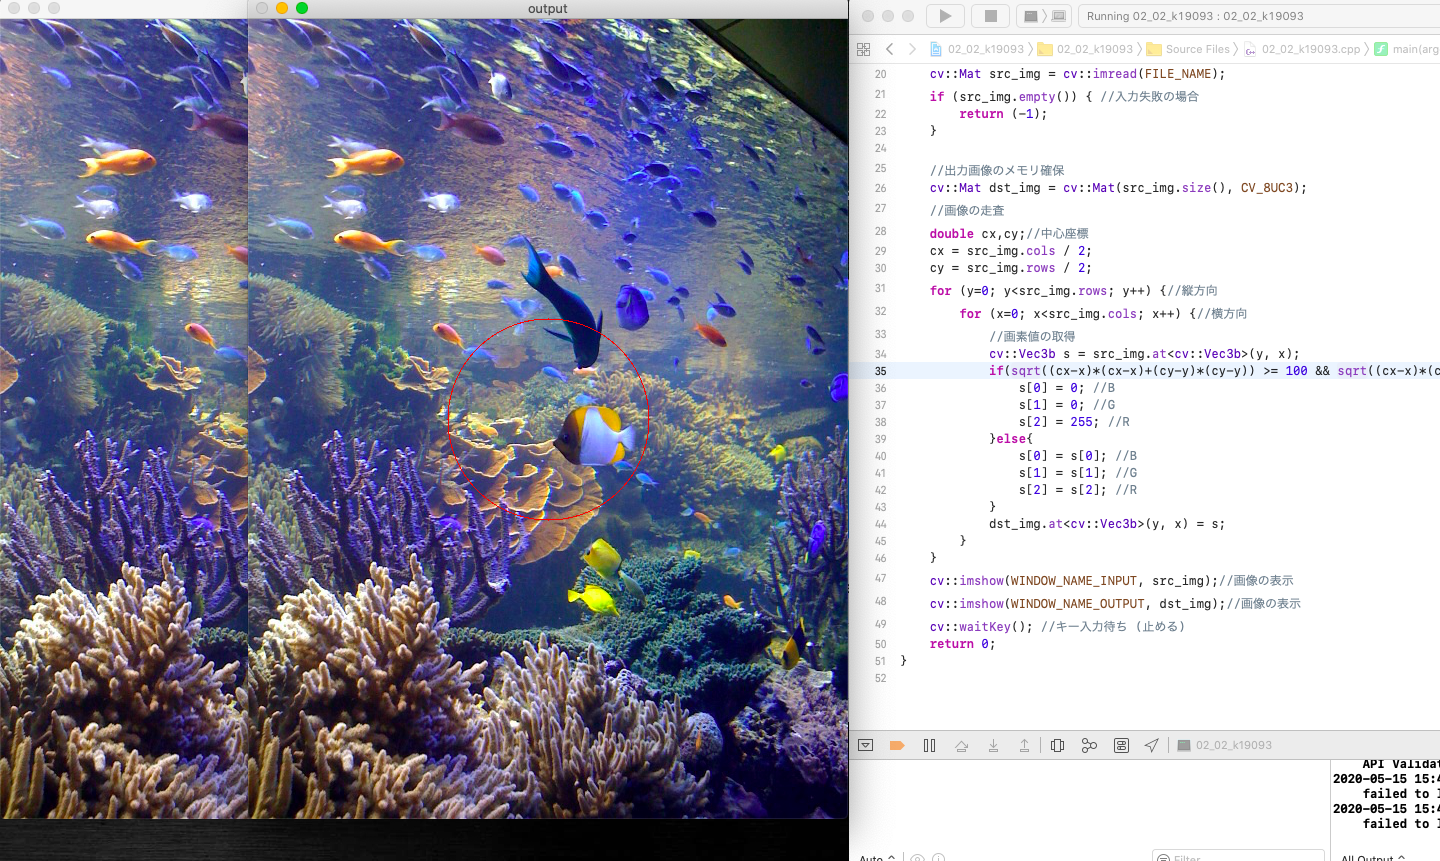 output
Running 02_02_k19093 : 02_02_k19093
02_02_k19093 02_02_k19093 Source Files 02_02_k19093.cpp main(arg
20 cv::Mat src_img = cv::imread(FILE_NAME);
21 if (src_img.empty()) { //入力失敗の場合
22 return (-1);
23 }
24
25 //出力画像のメモリ確保
26 cv::Mat dst_img = cv::Mat(src_img.size(), CV_8UC3);
27 //画像の走査
28 double cx,cy;//中心座標
29 cx = src_img.cols / 2;
30 cy = src_img.rows / 2;
31 for (y=0; y<src_img.rows; y++) {//縦方向
32 for (x=0; x<src_img.cols; x++) {//横方向
33 //画素値の取得
34 cv::Vec3b s = src_img.at<cv::Vec3b>(y, x);
35 if(sqrt((cx-x)*(cx-x)+(cy-y)*(cy-y)) >= 100 && sqrt((cx-x)*(c
36 s[0] = 0; //B
37 s[1] = 0; //G
38 s[2] = 255; //R
39 }else{
40 s[0] = s[0]; //B
41 s[1] = s[1]; //G
42 s[2] = s[2]; //R
43 }
44 dst_img.at<cv::Vec3b>(y, x) = s;
45 }
46 }
47 cv::imshow(WINDOW_NAME_INPUT, src_img);//画像の表示
48 cv::imshow(WINDOW_NAME_OUTPUT, dst_img);//画像の表示
49 cv::waitKey(); //キー入力待ち (止める)
50 return 0;
51 }
52
02_02_k19093
API Validat
2020-05-15 15:4
failed to l
2020-05-15 15:4
failed to l
Auto Filter All Output